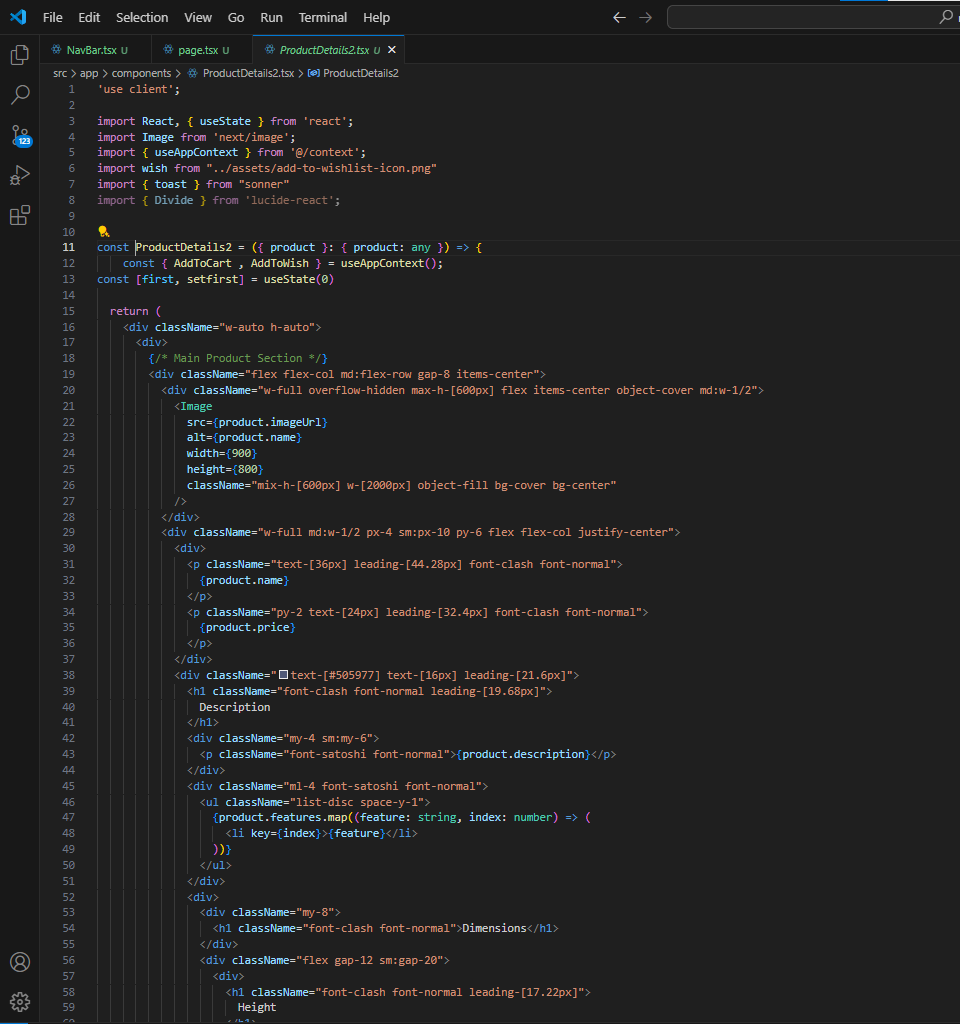 File Edit Selection View Go Run Terminal Help
NavBar.tsx U page.tsx U ProductDetails2.tsx U
src > app > components > ProductDetails2.tsx > ProductDetails2
123
1 'use client';
2
3 import React, { useState } from 'react';
4 import Image from 'next/image';
5 import { useAppContext } from '@/context';
6 import wish from "../assets/add-to-wishlist-icon.png"
7 import { toast } from "sonner"
8 import { Divide } from 'lucide-react';
9
10
11 const ProductDetails2 = ({ product }: { product: any }) => {
12 const { AddToCart , AddToWish } = useAppContext();
13 const [first, setfirst] = useState(0)
14
15 return (
16 <div className="w-auto h-auto">
17 <div>
18 {/* Main Product Section */}
19 <div className="flex flex-col md:flex-row gap-8 items-center">
20 <div className="w-full overflow-hidden max-h-[600px] flex items-center object-cover md:w-1/2">
21 <Image
22 src={product.imageUrl}
23 alt={product.name}
24 width={900}
25 height={800}
26 className="mix-h-[600px] w-[2000px] object-fill bg-cover bg-center"
27 />
28 </div>
29 <div className="w-full md:w-1/2 px-4 sm:px-10 py-6 flex flex-col justify-center">
30 <div>
31 <p className="text-[36px] leading-[44.28px] font-clash font-normal">
32 {product.name}
33 </p>
34 <p className="py-2 text-[24px] leading-[32.4px] font-clash font-normal">
35 {product.price}
36 </p>
37 </div>
38 <div className="text-[#505977] text-[16px] leading-[21.6px]">
39 <h1 className="font-clash font-normal leading-[19.68px]">
40 Description
41 </h1>
42 <div className="my-4 sm:my-6">
43 <p className="font-satoshi font-normal">{product.description}</p>
44 </div>
45 <div className="ml-4 font-satoshi font-normal">
46 <ul className="list-disc space-y-1">
47 {product.features.map((feature: string, index: number) => (
48 <li key={index}>{feature}</li>
49 ))}
50 </ul>
51 </div>
52 <div>
53 <div className="my-8">
54 <h1 className="font-clash font-normal">Dimensions</h1>
55 </div>
56 <div className="flex gap-12 sm:gap-20">
57 <div>
58 <h1 className="font-clash font-normal leading-[17.22px]">
59 Height